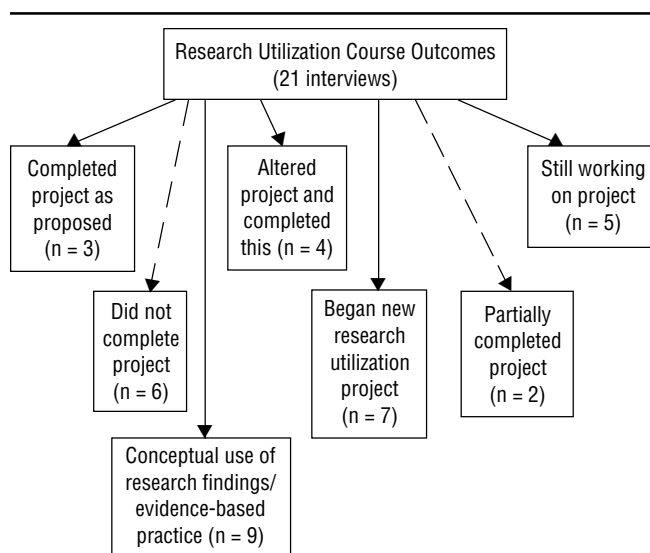 Research Utilization Course Outcomes
(21 interviews)
Completed
project as
proposed
(n = 3)
Altered
project and
completed
this (n = 4)
Still working
on project
(n = 5)
Did not
complete
project
(n = 6)
Began new
research
utilization
project
(n = 7)
Partially
completed
project
(n = 2)
Conceptual use of
research findings/
evidence-based
practice (n = 9)